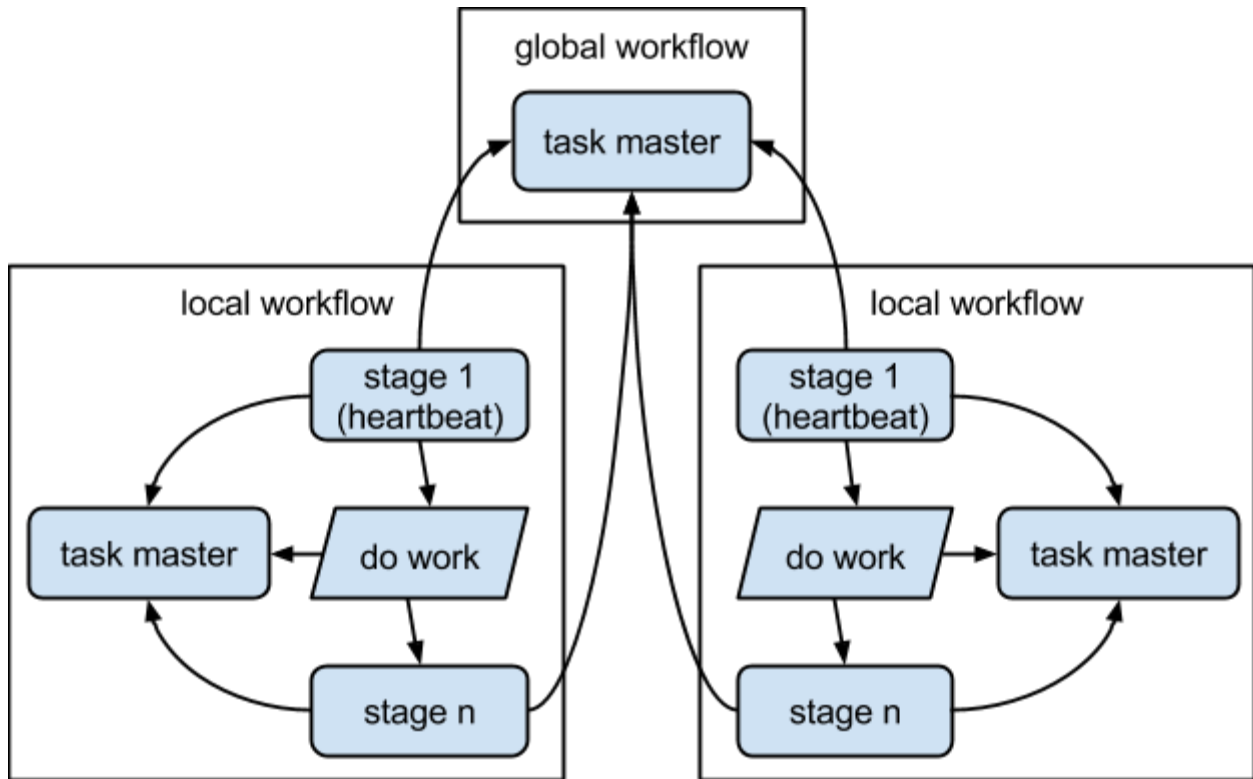 global workflow
task master
local workflow
stage 1
(heartbeat)
task master
do work
stage n
local workflow
stage 1
(heartbeat)
do work
task master
stage n